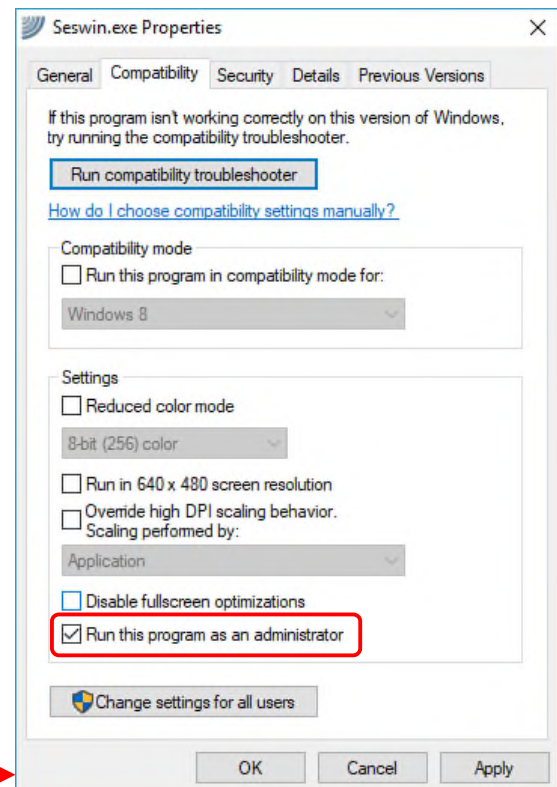 Seswin.exe Properties
General Compatibility Security Details Previous Versions
If this program isn't working correctly on this version of Windows,
try running the compatibility troubleshooter.
Run compatibility troubleshooter
How do I choose compatibility settings manually?
Compatibility mode
Run this program in compatibility mode for:
Windows 8
Settings
Reduced color mode
8-bit (256) color
Run in 640 x 480 screen resolution
Override high DPI scaling behavior.
Scaling performed by:
Application
Disable fullscreen optimizations
Run this program as an administrator
Change settings for all users
OK Cancel Apply